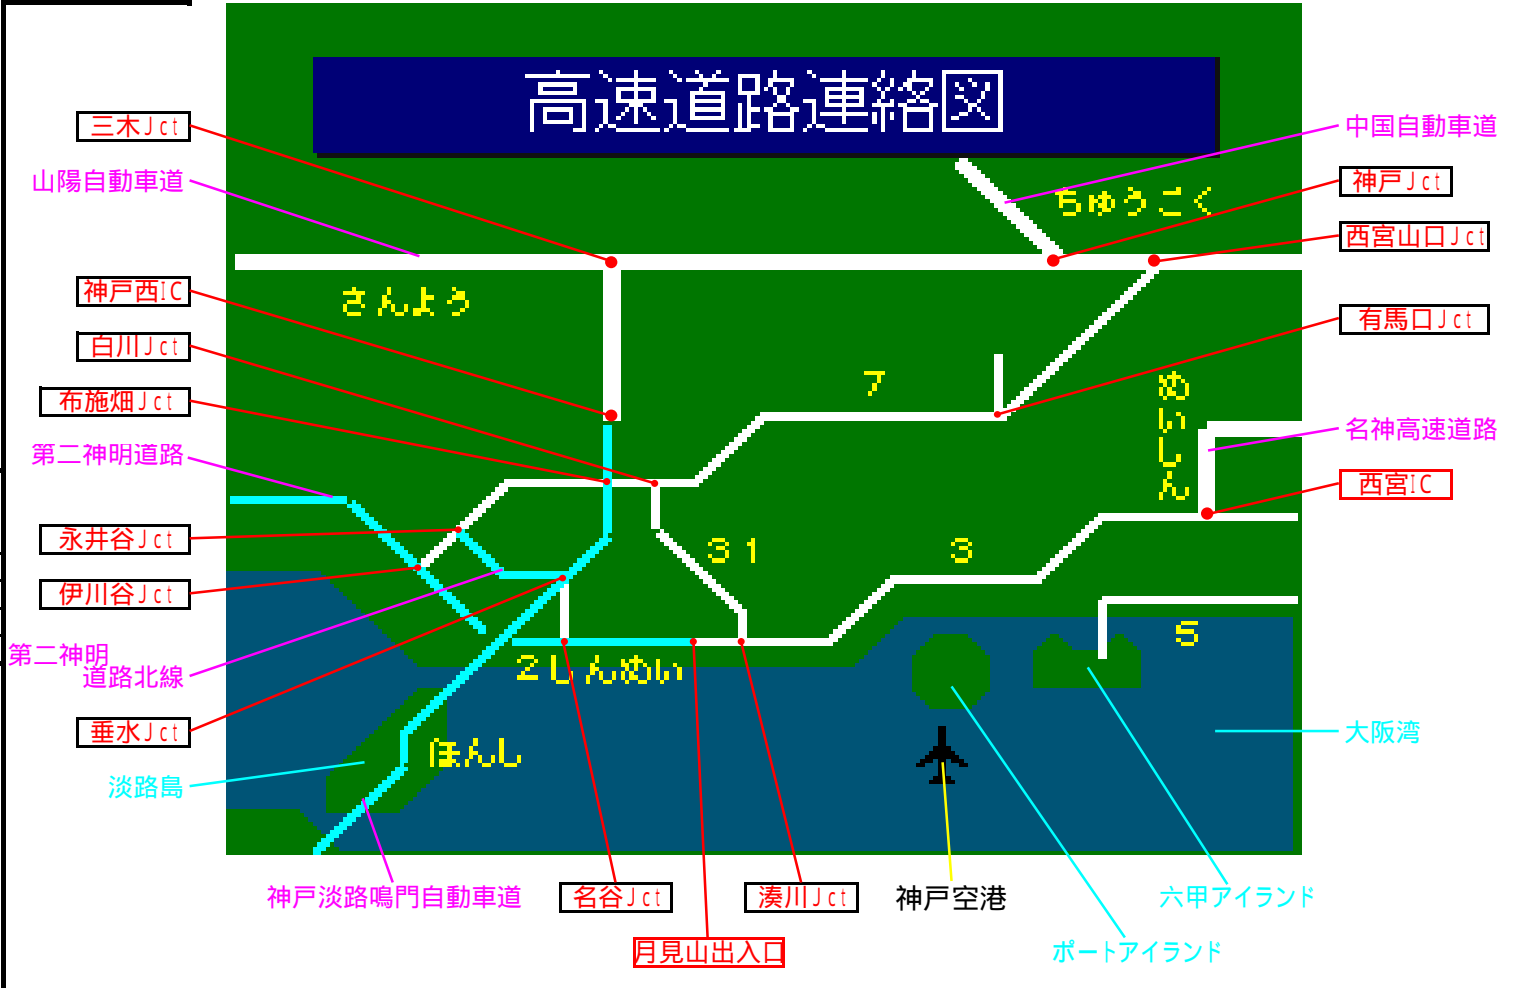 高速道路連絡図
三木Jct
中国自動車道
山陽自動車道
神戸Jct
ちゅうごく
西宮山口Jct
神戸西IC
さんよう
有馬口Jct
白川Jct
7
めいしん
布施畑Jct
名神高速道路
第二神明道路
西宮IC
永井谷Jct
31
3
伊川谷Jct
5
第二神明
道路北線
2しんめい
垂水Jct
大阪湾
ほんし
淡路島
神戸淡路鳴門自動車道
名谷Jct
湊川Jct
神戸空港
六甲アイランド
月見山出入口
ポートアイランド